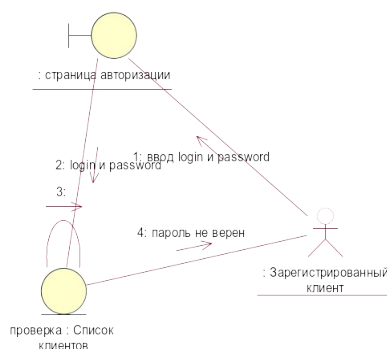 : страница авторизации
1: ввод login и password
2: login и password
3:
4: пароль не верен
: Зарегистрированный
клиент
проверка : Список
клиентов